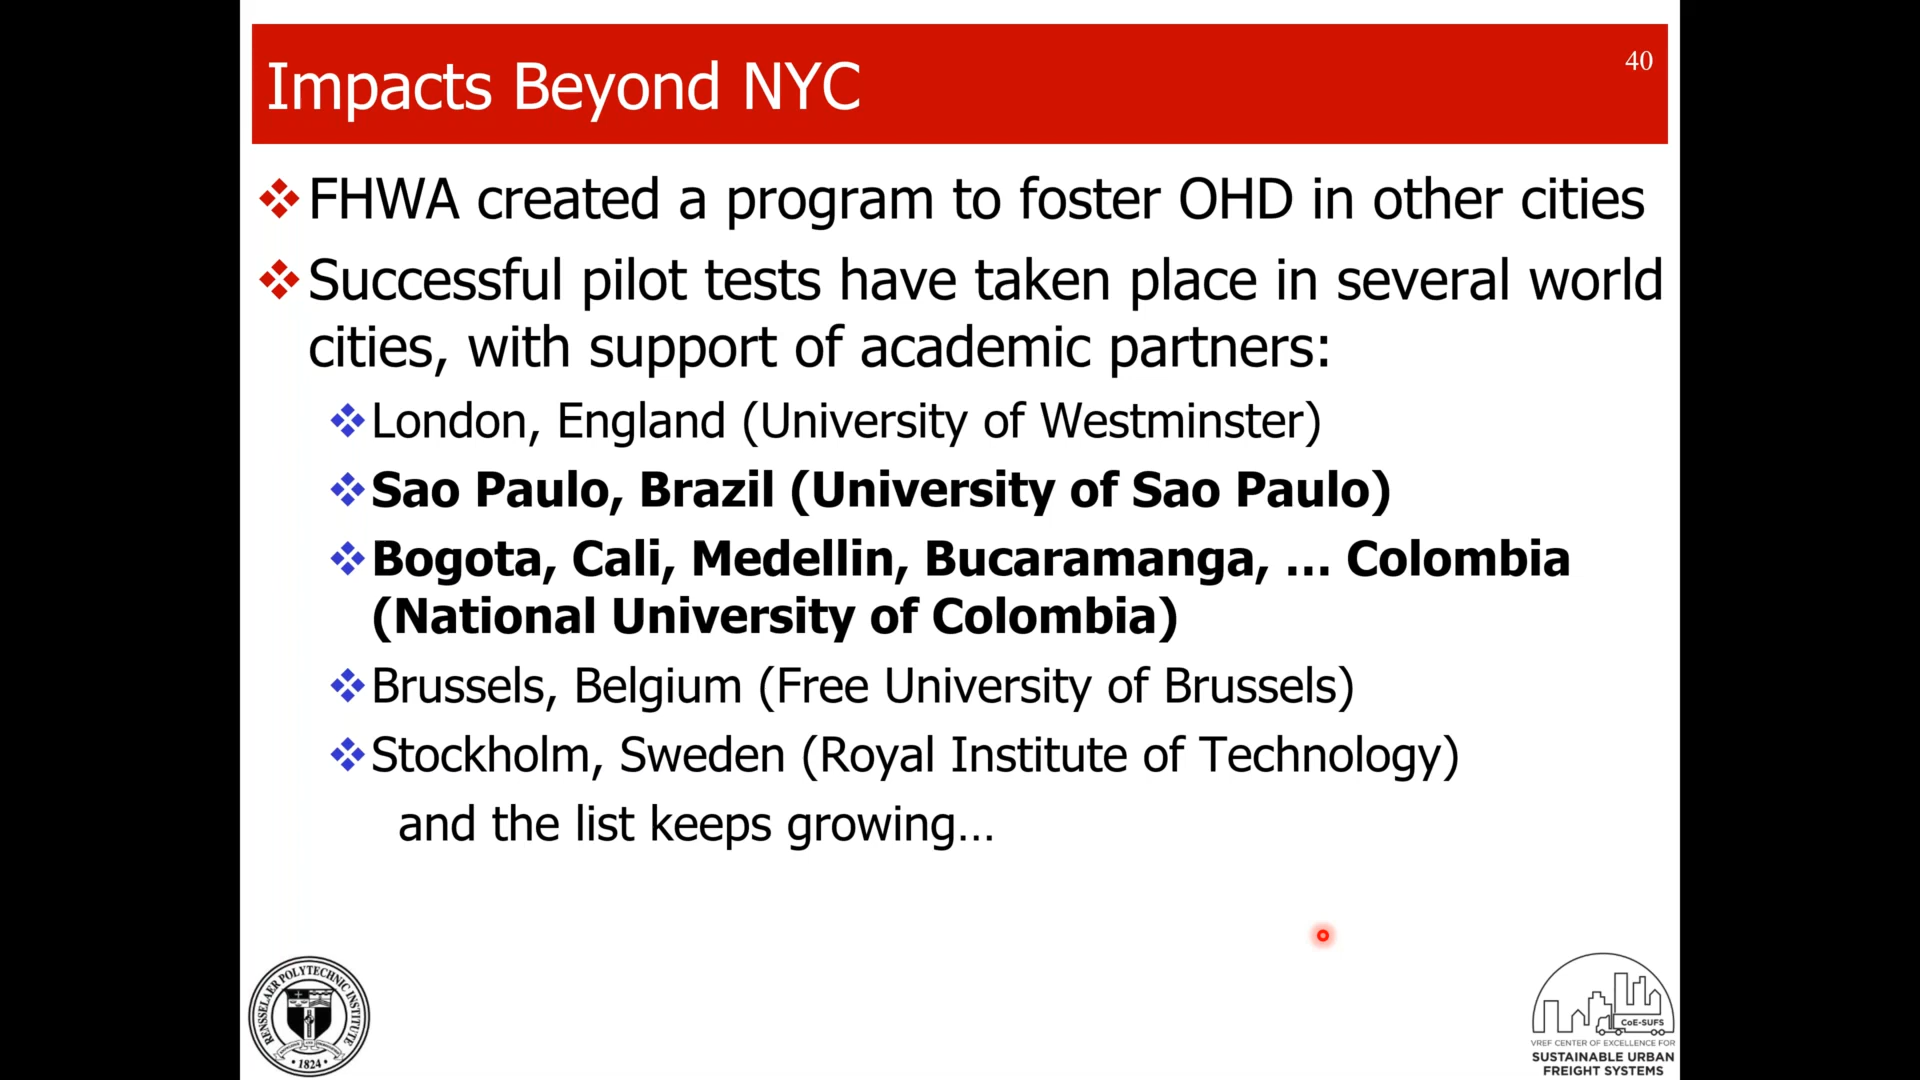 Impacts Beyond NYC
40
FHWA created a program to foster OHD in other cities
Successful pilot tests have taken place in several world
cities, with support of academic partners:
London, England (University of Westminster)
Sao Paulo, Brazil (University of Sao Paulo)
Bogota, Cali, Medellin, Bucaramanga, … Colombia
(National University of Colombia)
Brussels, Belgium (Free University of Brussels)
Stockholm, Sweden (Royal Institute of Technology)
and the list keeps growing…
RENSSELAER POLYTECHNIC INSTITUTE
1824
CoE-SUFS
VREF CENTER OF EXCELLENCE FOR
SUSTAINABLE URBAN
FREIGHT SYSTEMS